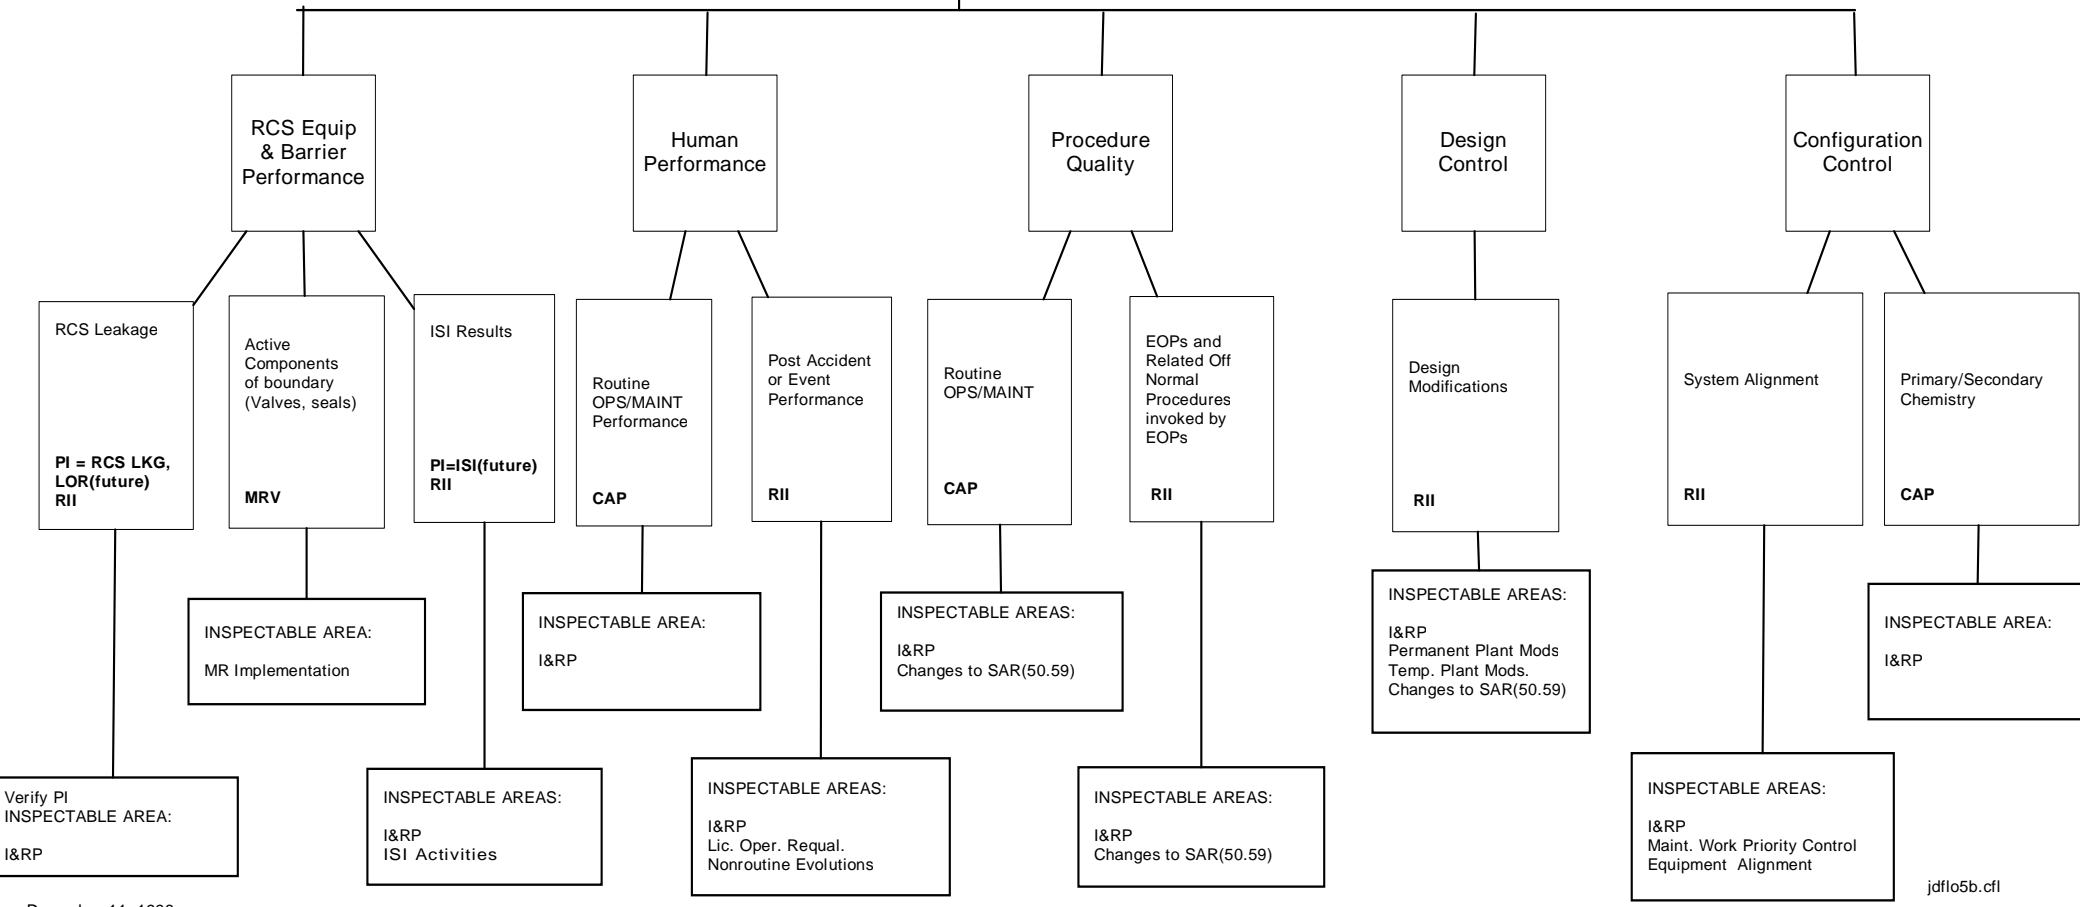 RCS Equip
& Barrier
Performance
Human
Performance
Procedure
Quality
Design
Control
Configuration
Control
RCS Leakage
PI = RCS LKG,
LOR(future)
RII
Active
Components
of boundary
(Valves, seals)
MRV
ISI Results
PI=ISI(future)
RII
Routine
OPS/MAINT
Performance
CAP
Post Accident
or Event
Performance
RII
Routine
OPS/MAINT
CAP
EOPs and
Related Off
Normal
Procedures
invoked by
EOPs
RII
Design
Modifications
RII
System Alignment
RII
Primary/Secondary
Chemistry
CAP
INSPECTABLE AREA:
MR Implementation
INSPECTABLE AREA:
I&RP
INSPECTABLE AREAS:
I&RP
Changes to SAR(50.59)
INSPECTABLE AREAS:
I&RP
Permanent Plant Mods
Temp. Plant Mods.
Changes to SAR(50.59)
INSPECTABLE AREA:
I&RP
Verify PI
INSPECTABLE AREA:
I&RP
INSPECTABLE AREAS:
I&RP
ISI Activities
INSPECTABLE AREAS:
I&RP
Lic. Oper. Requal.
Nonroutine Evolutions
INSPECTABLE AREAS:
I&RP
Changes to SAR(50.59)
INSPECTABLE AREAS:
I&RP
Maint. Work Priority Control
Equipment Alignment
jdflo5b.cfl